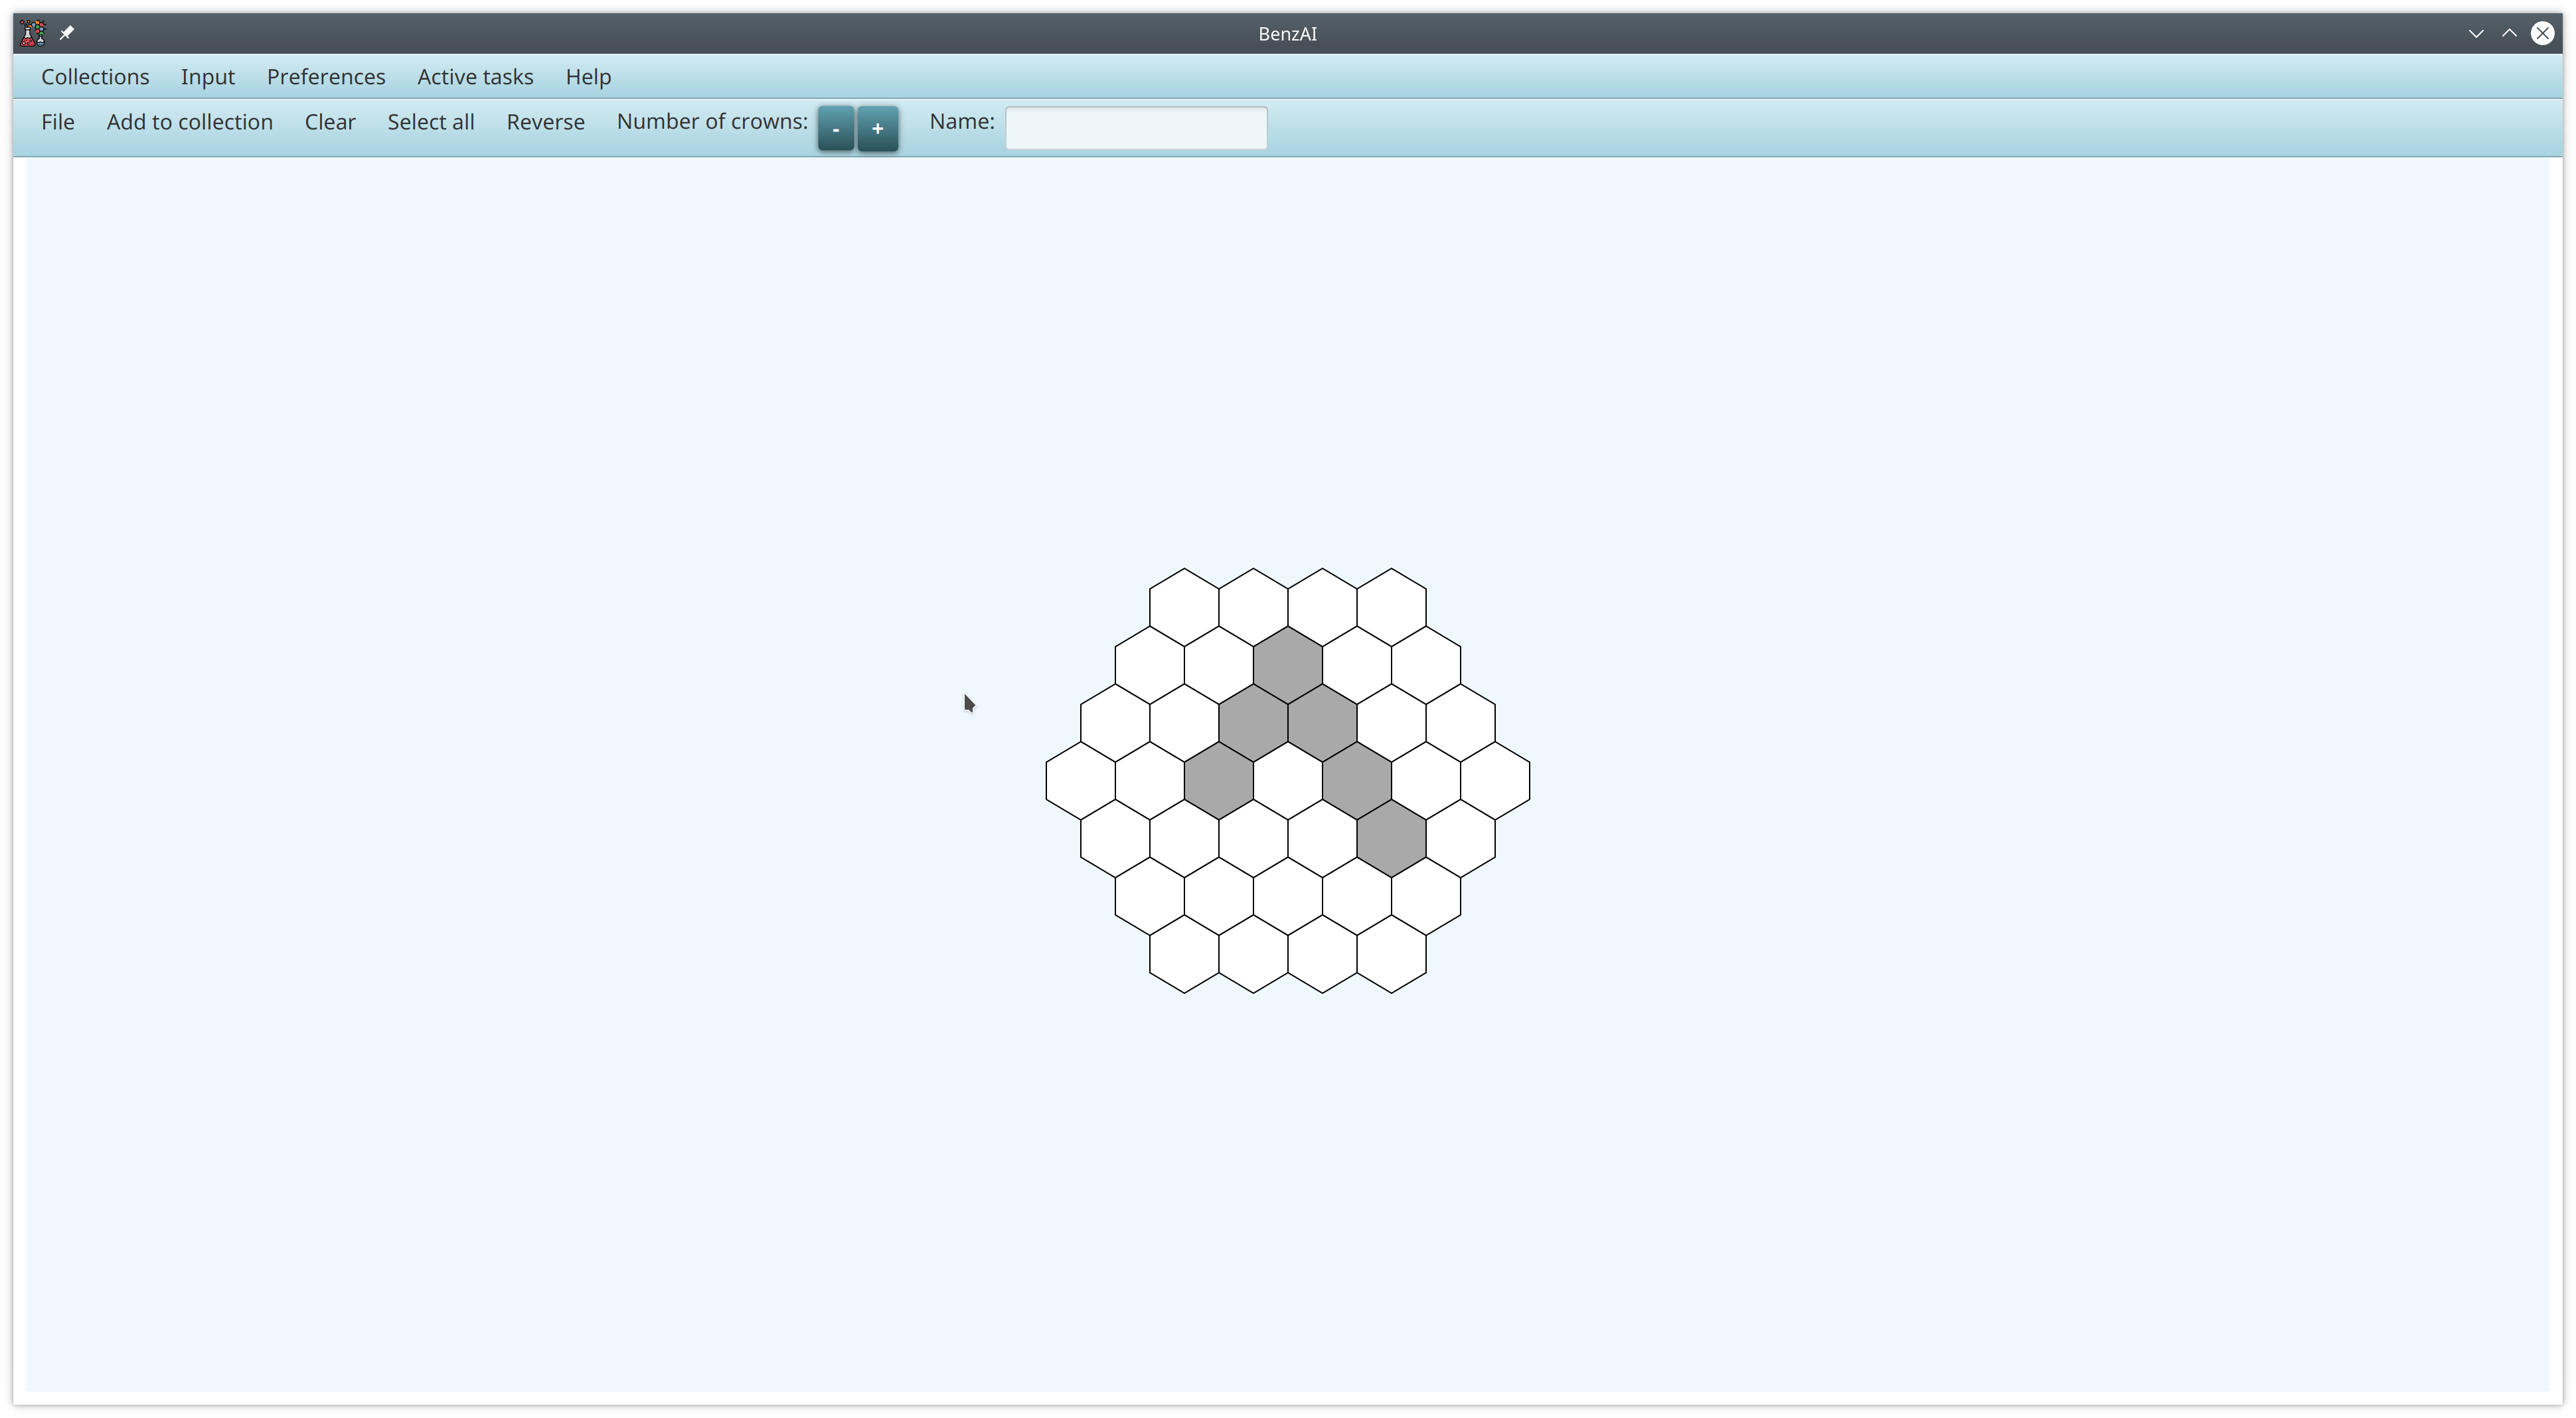 BenzAI
Collections Input Preferences Active tasks Help
File Add to collection Clear Select all Reverse Number of crowns: - + Name: